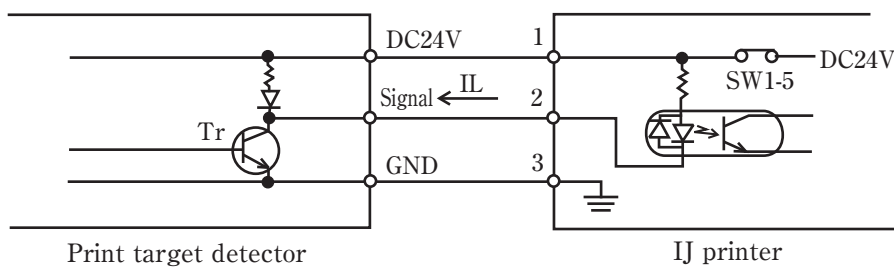 DC24V
1
DC24V
SW1-5
Signal
IL
2
Tr
GND
3
Print target detector
IJ printer